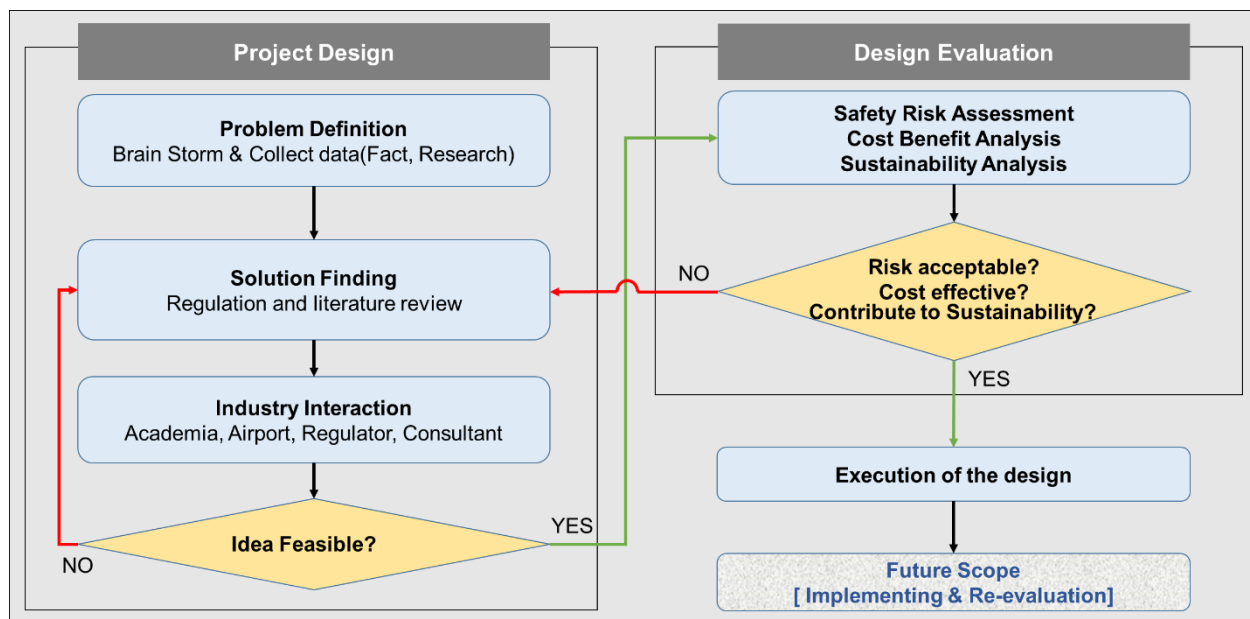 Project Design
Problem Definition
Brain Storm & Collect data(Fact, Research)
Solution Finding
Regulation and literature review
Industry Interaction
Academia, Airport, Regulator, Consultant
Idea Feasible?
NO
YES
Design Evaluation
Safety Risk Assessment
Cost Benefit Analysis
Sustainability Analysis
Risk acceptable?
Cost effective?
Contribute to Sustainability?
NO
YES
Execution of the design
Future Scope
[ Implementing & Re-evaluation]